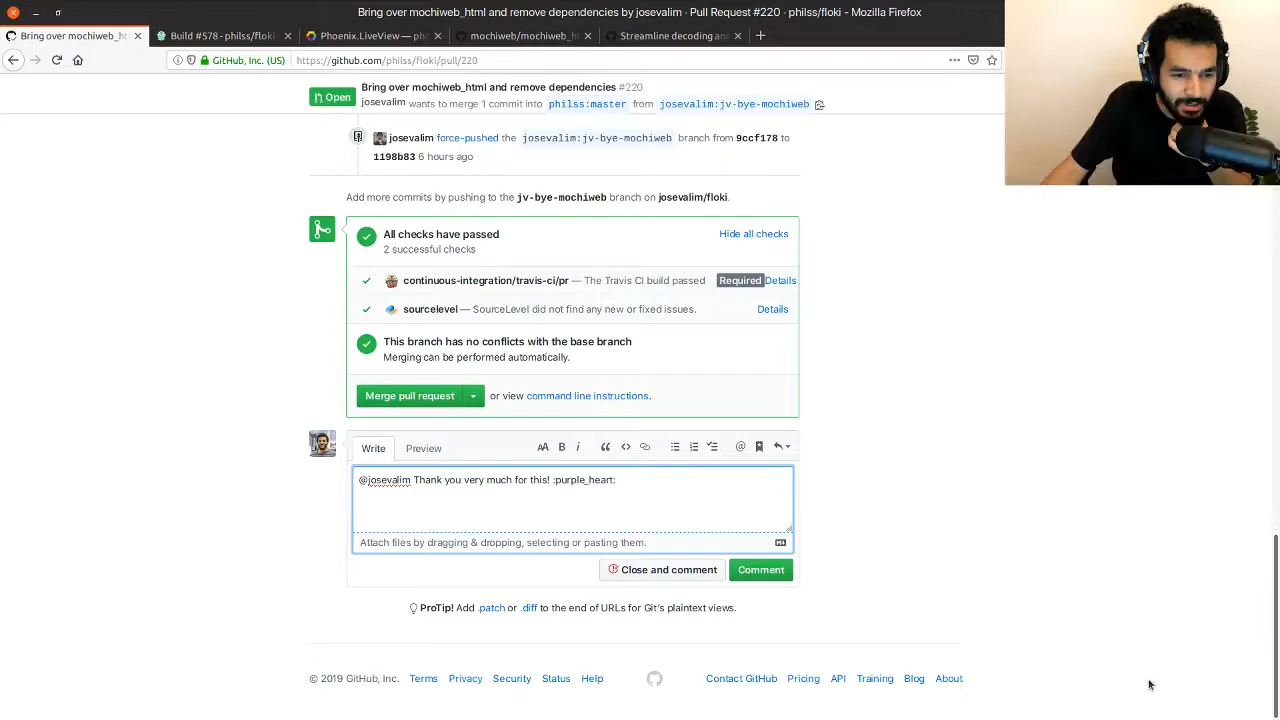 Bring over mochiweb_html and remove dependencies by josevalim · Pull Request #220 · philss/floki - Mozilla Firefox
Bring over mochiweb_ht
Build #578 - philss/floki
Phoenix.LiveView — ph
mochiweb/mochiweb_ht
Streamline decoding an
GitHub, Inc. (US)
https://github.com/philss/floki/pull/220
Open
Bring over mochiweb_html and remove dependencies #220
josevalim wants to merge 1 commit into philss:master from josevalim:jv-bye-mochiweb
josevalim force-pushed the josevalim:jv-bye-mochiweb branch from 9ccf178 to
1198b83 6 hours ago
Add more commits by pushing to the jv-bye-mochiweb branch on josevalim/floki.
All checks have passed
Hide all checks
2 successful checks
continuous-integration/travis-ci/pr — The Travis CI build passed Required Details
sourcelevel — SourceLevel did not find any new or fixed issues. Details
This branch has no conflicts with the base branch
Merging can be performed automatically.
Merge pull request or view command line instructions.
Write Preview AA B i
@josevalim Thank you very much for this! :purple_heart:
Attach files by dragging & dropping, selecting or pasting them.
Close and comment Comment
ProTip! Add .patch or .diff to the end of URLs for Git's plaintext views.
© 2019 GitHub, Inc. Terms Privacy Security Status Help Contact GitHub Pricing API Training Blog About